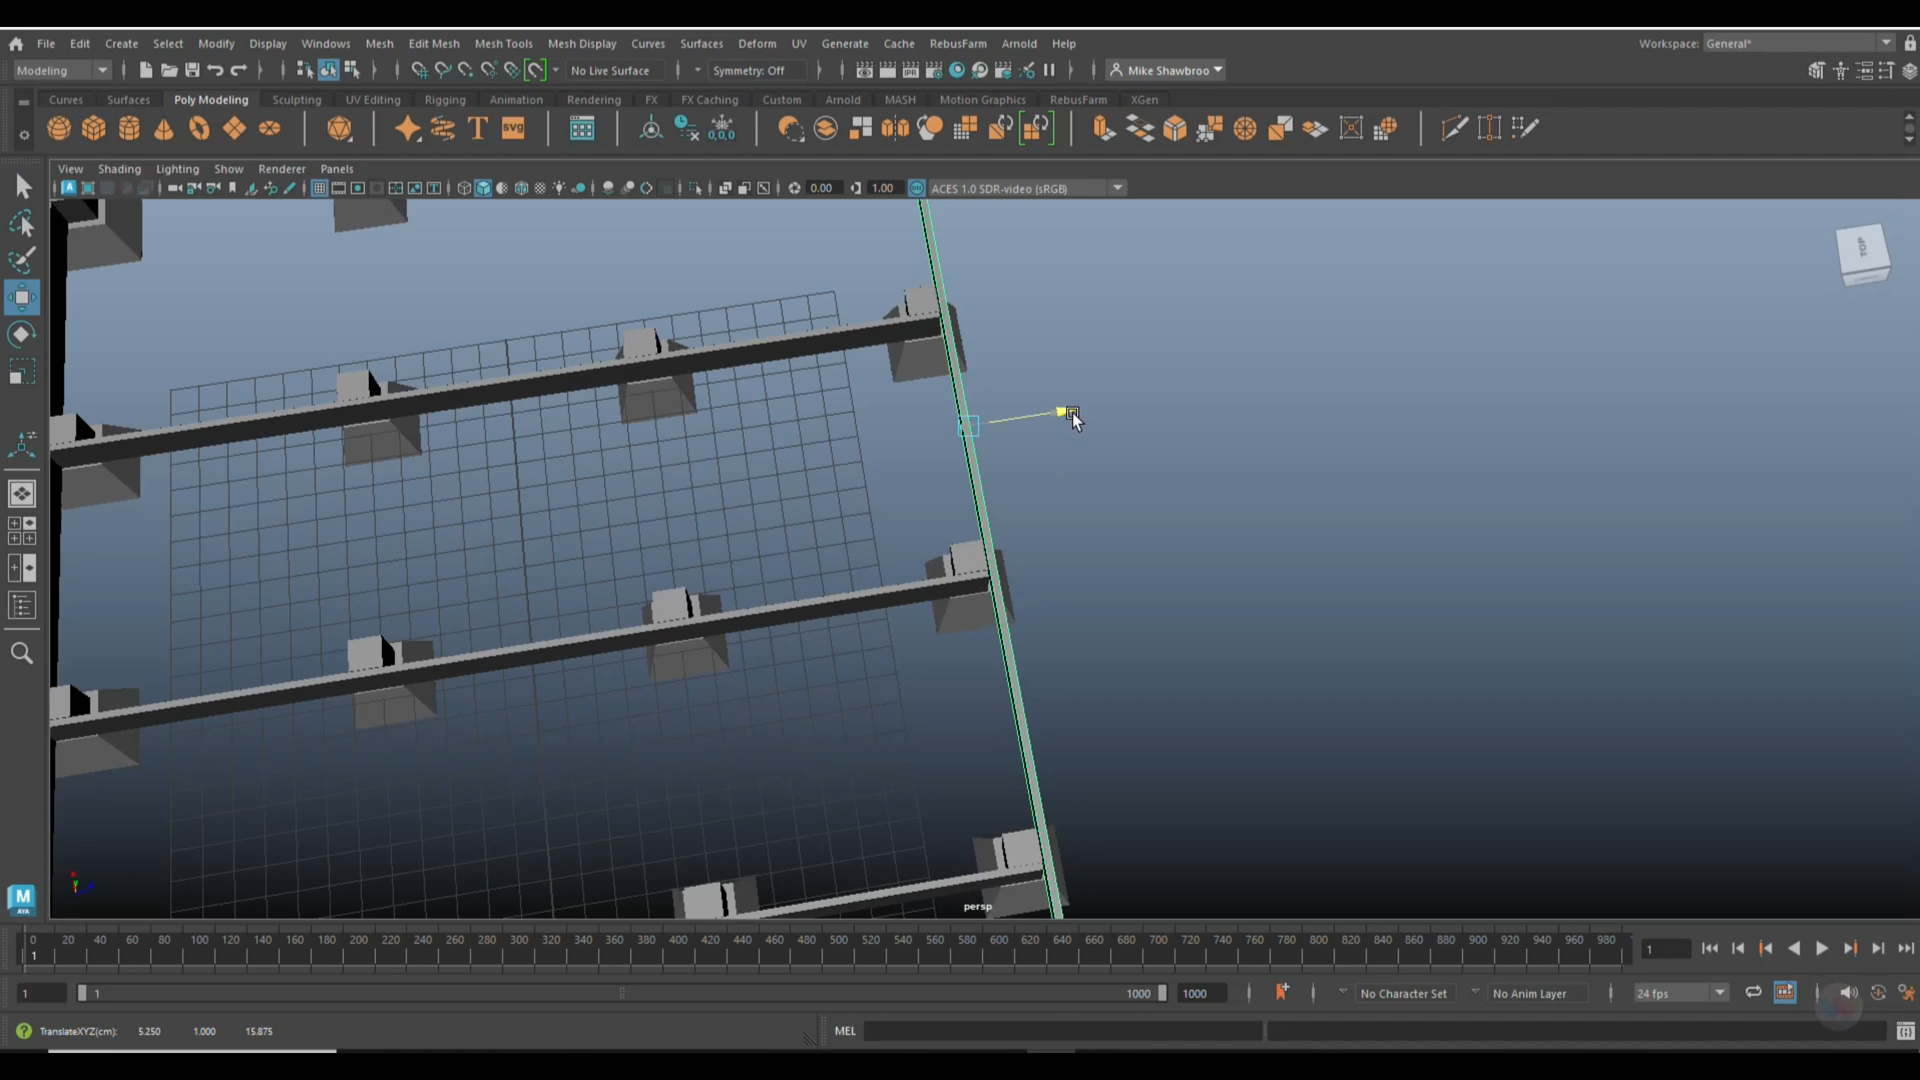 File Edit Create Select Modify Display Windows Mesh Edit Mesh Mesh Tools Mesh Display Curves Surfaces Deform UV Generate Cache RebusFarm Arnold Help Workspace: General*
Modeling No Live Surface Symmetry: Off Mike Shawbroo
Curves Surfaces Poly Modeling Sculpting UV Editing Rigging Animation Rendering FX FX Caching Custom Arnold MASH Motion Graphics RebusFarm XGen
T SVG 0,0,0
View Shading Lighting Show Renderer Panels
0.00 1.00 ON ACES 1.0 SDR-video (sRGB)
TOP
persp
M
AYA
0 20 40 60 80 100 120 140 160 180 200 220 240 260 280 300 320 340 360 380 400 420 440 460 480 500 520 540 560 580 600 620 640 660 680 700 720 740 760 780 800 820 840 860 880 900 920 940 960 980
1 1
1 1 1000 1000 No Character Set No Anim Layer 24 fps
TranslateXYZ(cm): 5.250 1.000 15.875 MEL